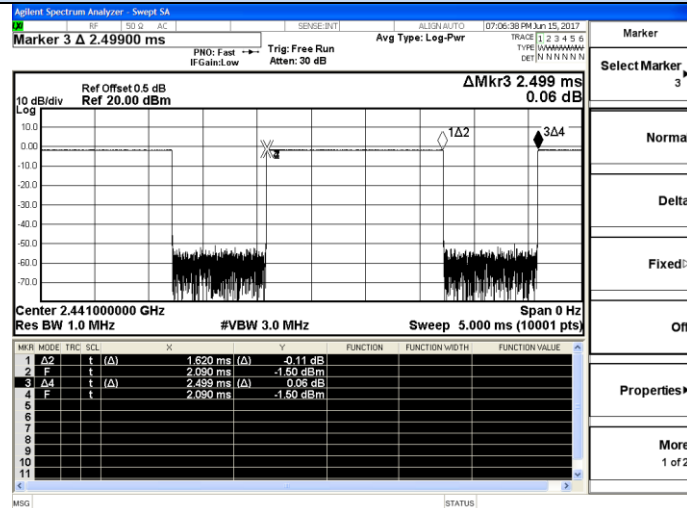 Agilent Spectrum Analyzer - Swept SA
RF 50 Ω AC SENSE:INT ALIGN AUTO 07:06:38 PM Jun 15, 2017
Marker 3 Δ 2.49900 ms
PNO: Fast
IFGain:Low
Trig: Free Run
Atten: 30 dB
Avg Type: Log-Pwr
TRACE 1 2 3 4 5 6
TYPE
DET N N N N N N
ΔMkr3 2.499 ms
0.06 dB
Ref Offset 0.5 dB
10 dB/div Ref 20.00 dBm
Log
10.0
0.00
-10.0
-20.0
-30.0
-40.0
-50.0
-60.0
-70.0
1Δ2
3Δ4
Center 2.441000000 GHz Span 0 Hz
Res BW 1.0 MHz #VBW 3.0 MHz Sweep 5.000 ms (10001 pts)
MKR MODE TRC SCL X Y FUNCTION FUNCTION WIDTH FUNCTION VALUE
1 Δ2 t (Δ) 1.620 ms (Δ) -0.11 dB
2 F t 2.090 ms -1.50 dBm
3 Δ4 t (Δ) 2.499 ms (Δ) 0.06 dB
4 F t 2.090 ms -1.50 dBm
5
6
7
8
9
10
11
MSG STATUS
Marker
Select Marker
3
Norma
Delta
Fixed
Off
Properties
More
1 of 2